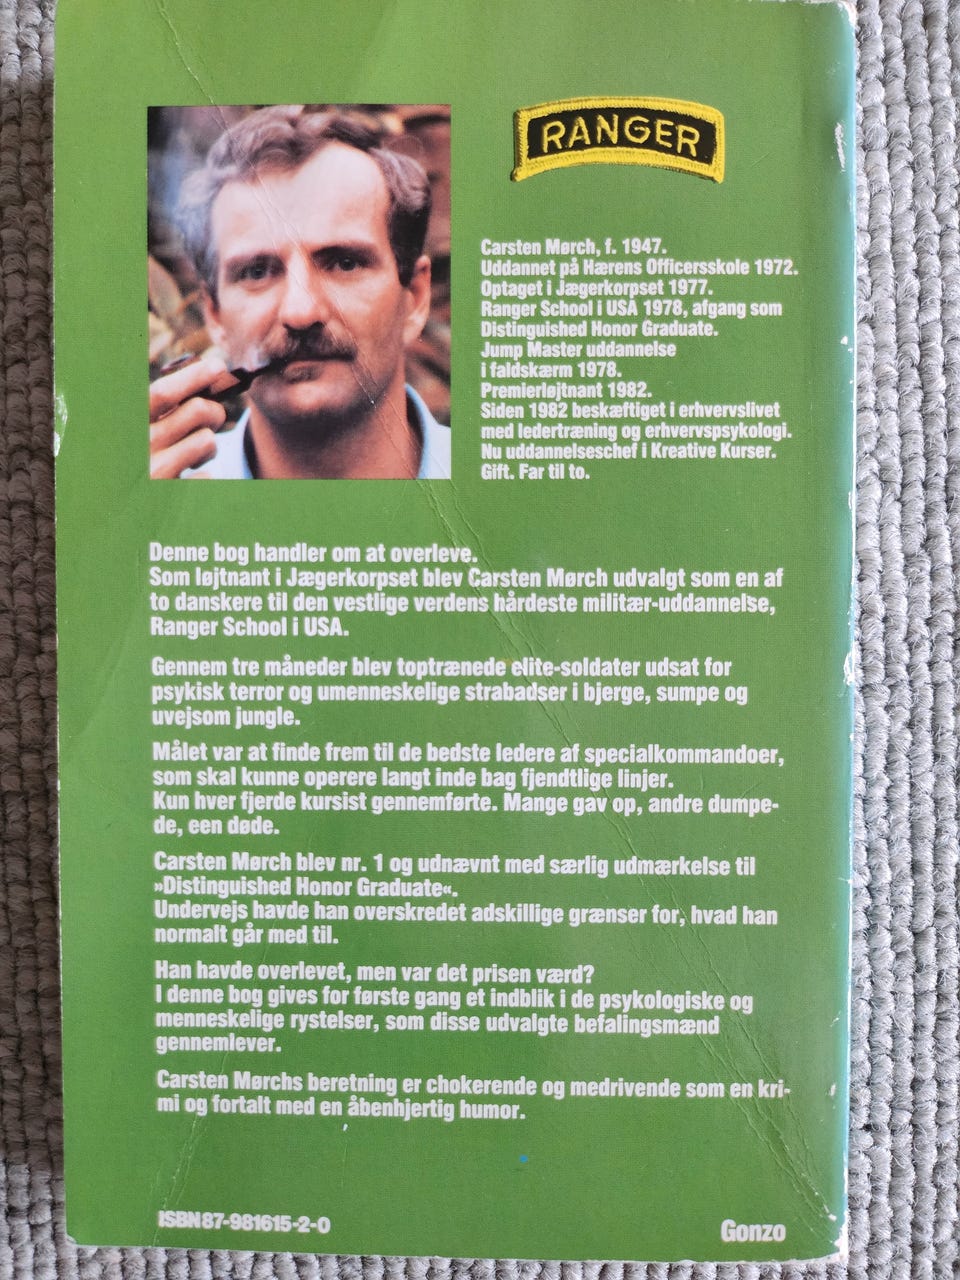 RANGER
Carsten Mørch, f. 1947.
Uddannet på Hærens Officersskole 1972.
Optaget i Jægerkorpset 1977.
Ranger School i USA 1978, afgang som
Distinguished Honor Graduate.
Jump Master uddannelse
i faldskærm 1978.
Premierløjtnant 1982.
Siden 1982 beskæftiget i erhvervslivet
med ledertræning og erhvervspsykologi.
Nu uddannelseschef i Kreative Kurser.
Gift. Far til to.
Denne bog handler om at overleve.
Som løjtnant i Jægerkorpset blev Carsten Mørch udvalgt som en af
to danskere til den vestlige verdens hårdeste militær-uddannelse,
Ranger School i USA.
Gennem tre måneder blev toptrænede elite-soldater udsat for
psykisk terror og umenneskelige strabadser i bjerge, sumpe og
uvejsom jungle.
Målet var at finde frem til de bedste ledere af specialkommandoer,
som skal kunne operere langt inde bag fjendtlige linjer.
Kun hver fjerde kursist gennemførte. Mange gav op, andre dumpe-
de, een døde.
Carsten Mørch blev nr. 1 og udnævnt med særlig udmærkelse til
»Distinguished Honor Graduate«.
Undervejs havde han overskredet adskillige grænser for, hvad han
normalt går med til.
Han havde overlevet, men var det prisen værd?
I denne bog gives for første gang et indblik i de psykologiske og
menneskelige rystelser, som disse udvalgte befalingsmænd
gennemlever.
Carsten Mørchs beretning er chokerende og medrivende som en kri-
mi og fortalt med en åbenhjertig humor.
ISBN 87-981615-2-0
Gonzo